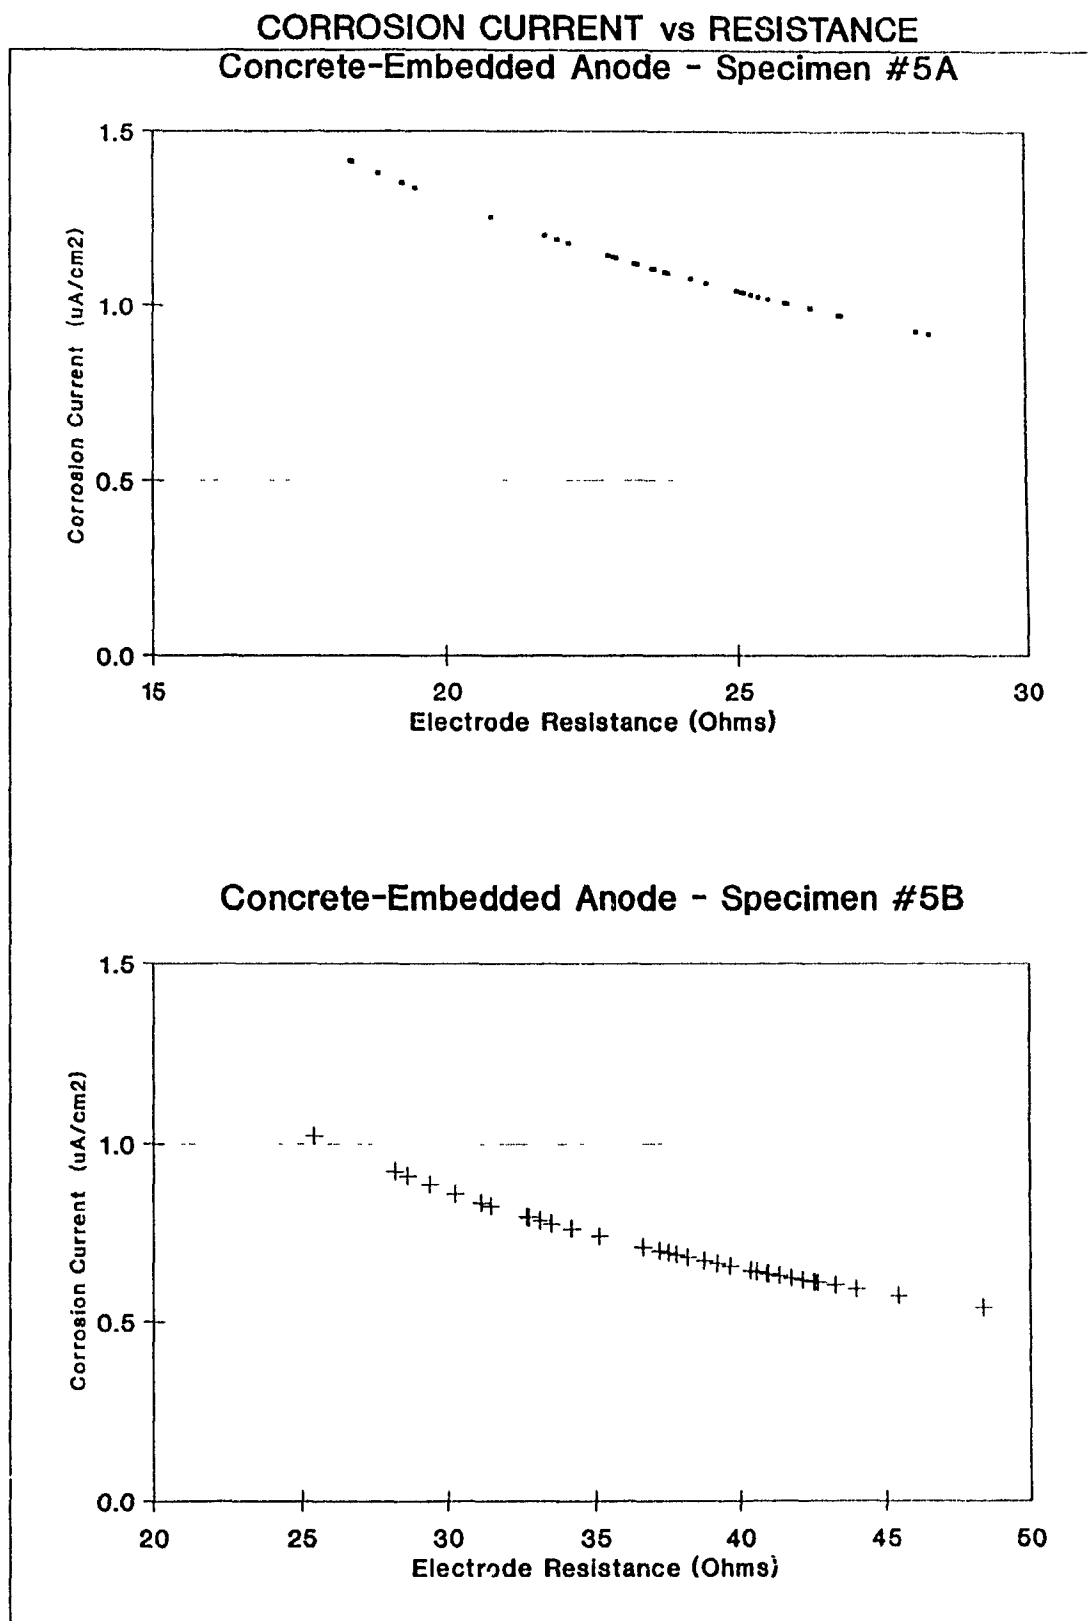 CORROSION CURRENT vs RESISTANCE
Concrete-Embedded Anode - Specimen #5A
1.5
1.0
0.5
0.0
Corrosion Current (uA/cm2)
15 20 25 30
Electrode Resistance (Ohms)
Concrete-Embedded Anode - Specimen #5B
1.5
1.0
0.5
0.0
Corrosion Current (uA/cm2)
20 25 30 35 40 45 50
Electrode Resistance (Ohms)